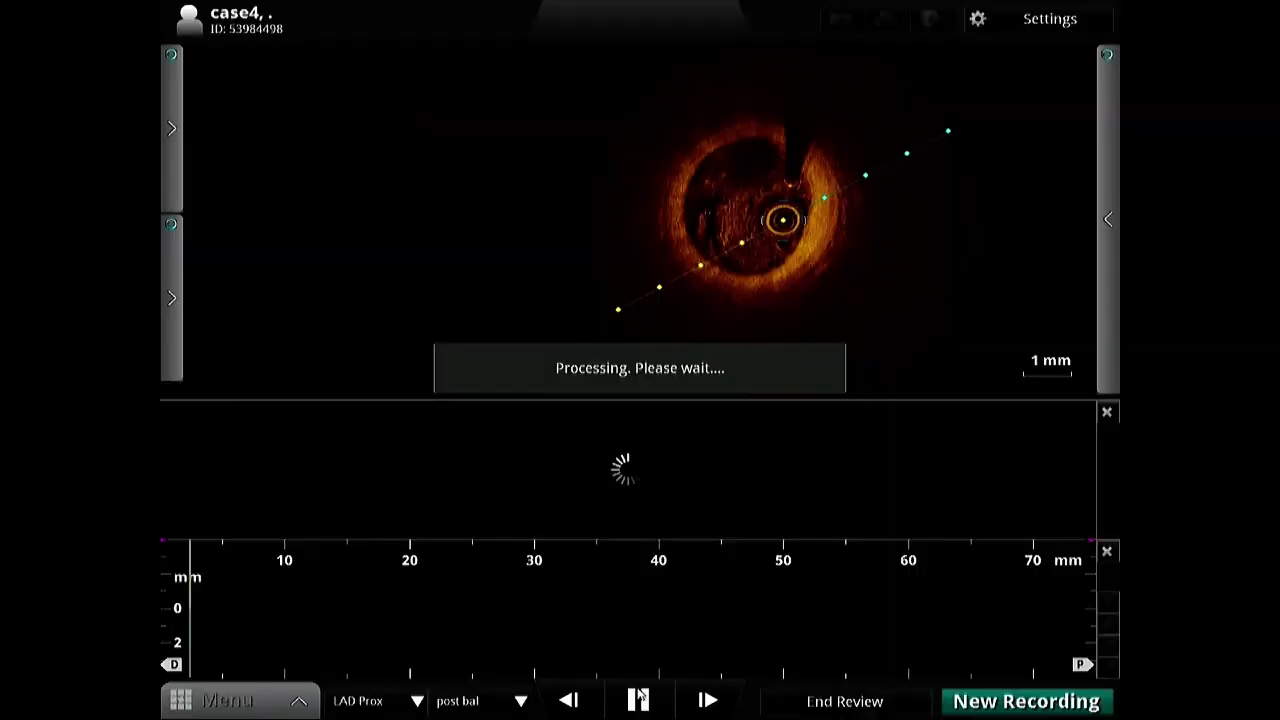 case4, .
ID: 53984498
Settings
Processing. Please wait....
1 mm
10 20 30 40 50 60 70 mm
mm
0
2
D
P
Menu LAD Prox post bal End Review New Recording